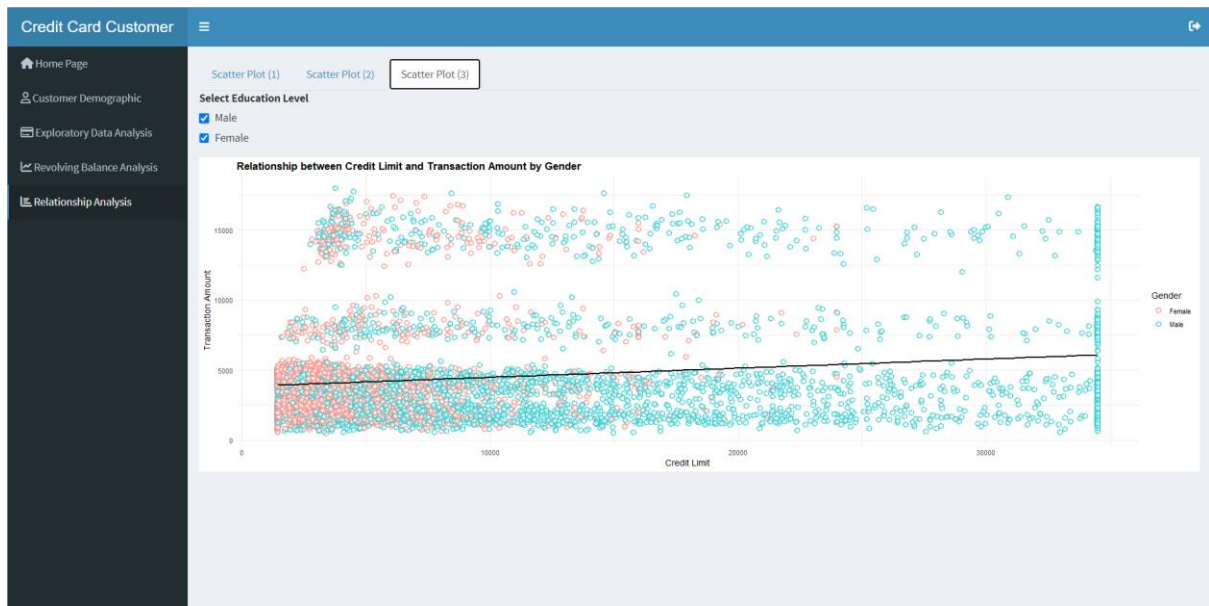 Credit Card Customer
Home Page
Customer Demographic
Exploratory Data Analysis
Revolving Balance Analysis
Relationship Analysis
Scatter Plot (1) Scatter Plot (2) Scatter Plot (3)
Select Education Level
Male
Female
Relationship between Credit Limit and Transaction Amount by Gender
15000
10000
5000
0
Transaction Amount
0 10000 20000 30000
Credit Limit
Gender
Female
Male